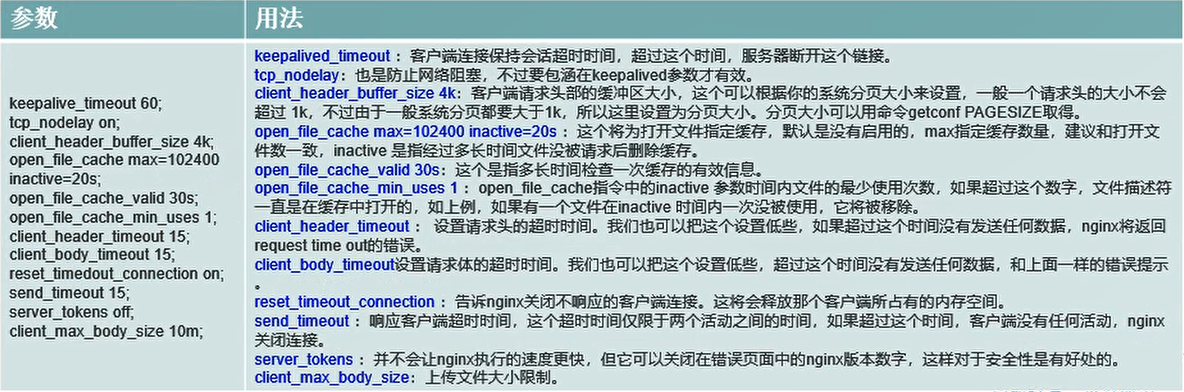 参数
用法
keepalive_timeout 60;
tcp_nodelay on;
client_header_buffer_size 4k;
open_file_cache max=102400
inactive=20s;
open_file_cache_valid 30s;
open_file_cache_min_uses 1;
client_header_timeout 15;
client_body_timeout 15;
reset_timedout_connection on;
send_timeout 15;
server_tokens off;
client_max_body_size 10m;
keepalived_timeout ：客户端连接保持会话超时时间，超过这个时间，服务器断开这个链接。
tcp_nodelay：也是防止网络阻塞，不过要包涵在keepalived参数才有效。
client_header_buffer_size 4k：客户端请求头部的缓冲区大小，这个可以根据你的系统分页大小来设置，一般一个请求头的大小不会
超过 1k，不过由于一般系统分页都要大于1k，所以这里设置为分页大小。分页大小可以用命令getconf PAGESIZE取得。
open_file_cache max=102400 inactive=20s ：这个将为打开文件指定缓存，默认是没有启用的，max指定缓存数量，建议和打开文
件数一致，inactive 是指经过多长时间文件没被请求后删除缓存。
open_file_cache_valid 30s：这个是指多长时间检查一次缓存的有效信息。
open_file_cache_min_uses 1 ：open_file_cache指令中的inactive 参数时间内文件的最少使用次数，如果超过这个数字，文件描述符
一直是在缓存中打开的，如上例，如果有一个文件在inactive 时间内一次没被使用，它将被移除。
client_header_timeout ： 设置请求头的超时时间。我们也可以把这个设置低些，如果超过这个时间没有发送任何数据，nginx将返回
request time out的错误。
client_body_timeout设置请求体的超时时间。我们也可以把这个设置低些，超过这个时间没有发送任何数据，和上面一样的错误提示
。
reset_timeout_connection ：告诉nginx关闭不响应的客户端连接。这将会释放那个客户端所占有的内存空间。
send_timeout ：响应客户端超时时间，这个超时时间仅限于两个活动之间的时间，如果超过这个时间，客户端没有任何活动，nginx
关闭连接。
server_tokens ：并不会让nginx执行的速度更快，但它可以关闭在错误页面中的nginx版本数字，这样对于安全性是有好处的。
client_max_body_size：上传文件大小限制。